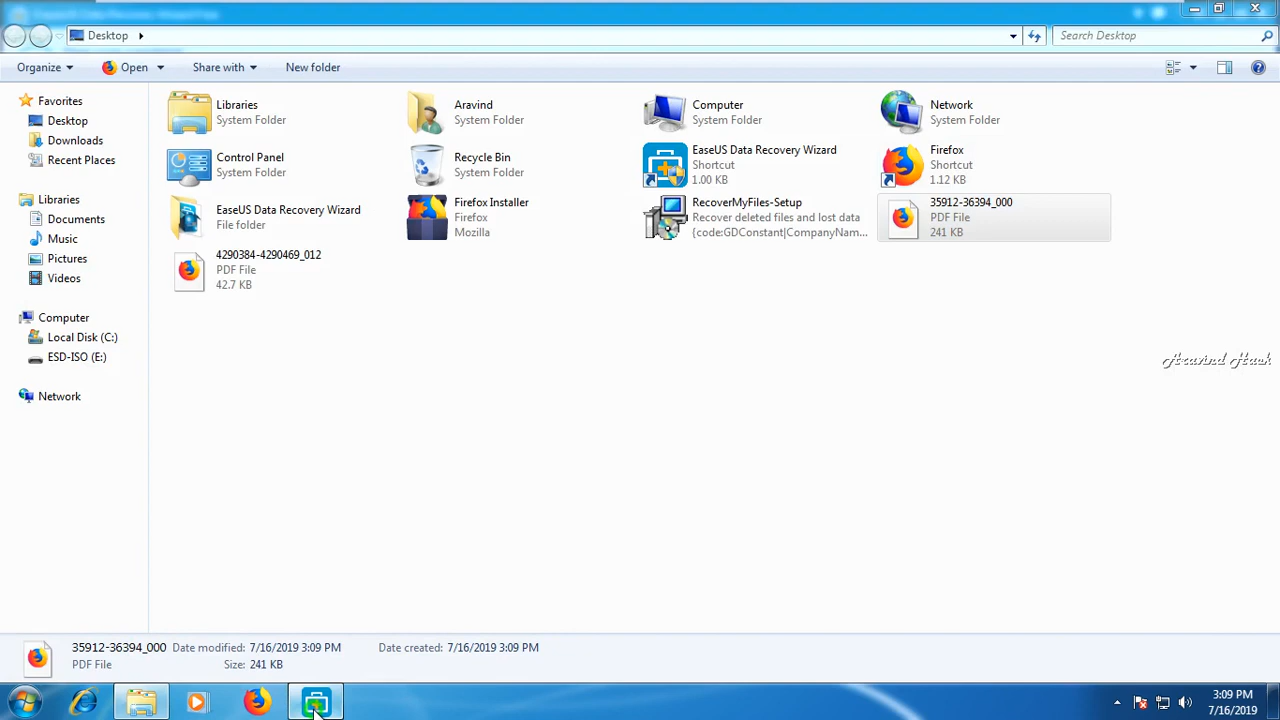 Desktop
Search Desktop
Organize
Open
Share with
New folder
Favorites
Desktop
Downloads
Recent Places
Libraries
Documents
Music
Pictures
Videos
Computer
Local Disk (C:)
ESD-ISO (E:)
Network
Libraries
System Folder
Aravind
System Folder
Computer
System Folder
Network
System Folder
Control Panel
System Folder
Recycle Bin
System Folder
EaseUS Data Recovery Wizard
Shortcut
1.00 KB
Firefox
Shortcut
1.12 KB
EaseUS Data Recovery Wizard
File folder
Firefox Installer
Firefox
Mozilla
RecoverMyFiles-Setup
Recover deleted files and lost data
{code:GDConstant|CompanyNam...
35912-36394_000
PDF File
241 KB
4290384-4290469_012
PDF File
42.7 KB
Aravind Hash
35912-36394_000 Date modified: 7/16/2019 3:09 PM Date created: 7/16/2019 3:09 PM
PDF File Size: 241 KB
3:09 PM
7/16/2019